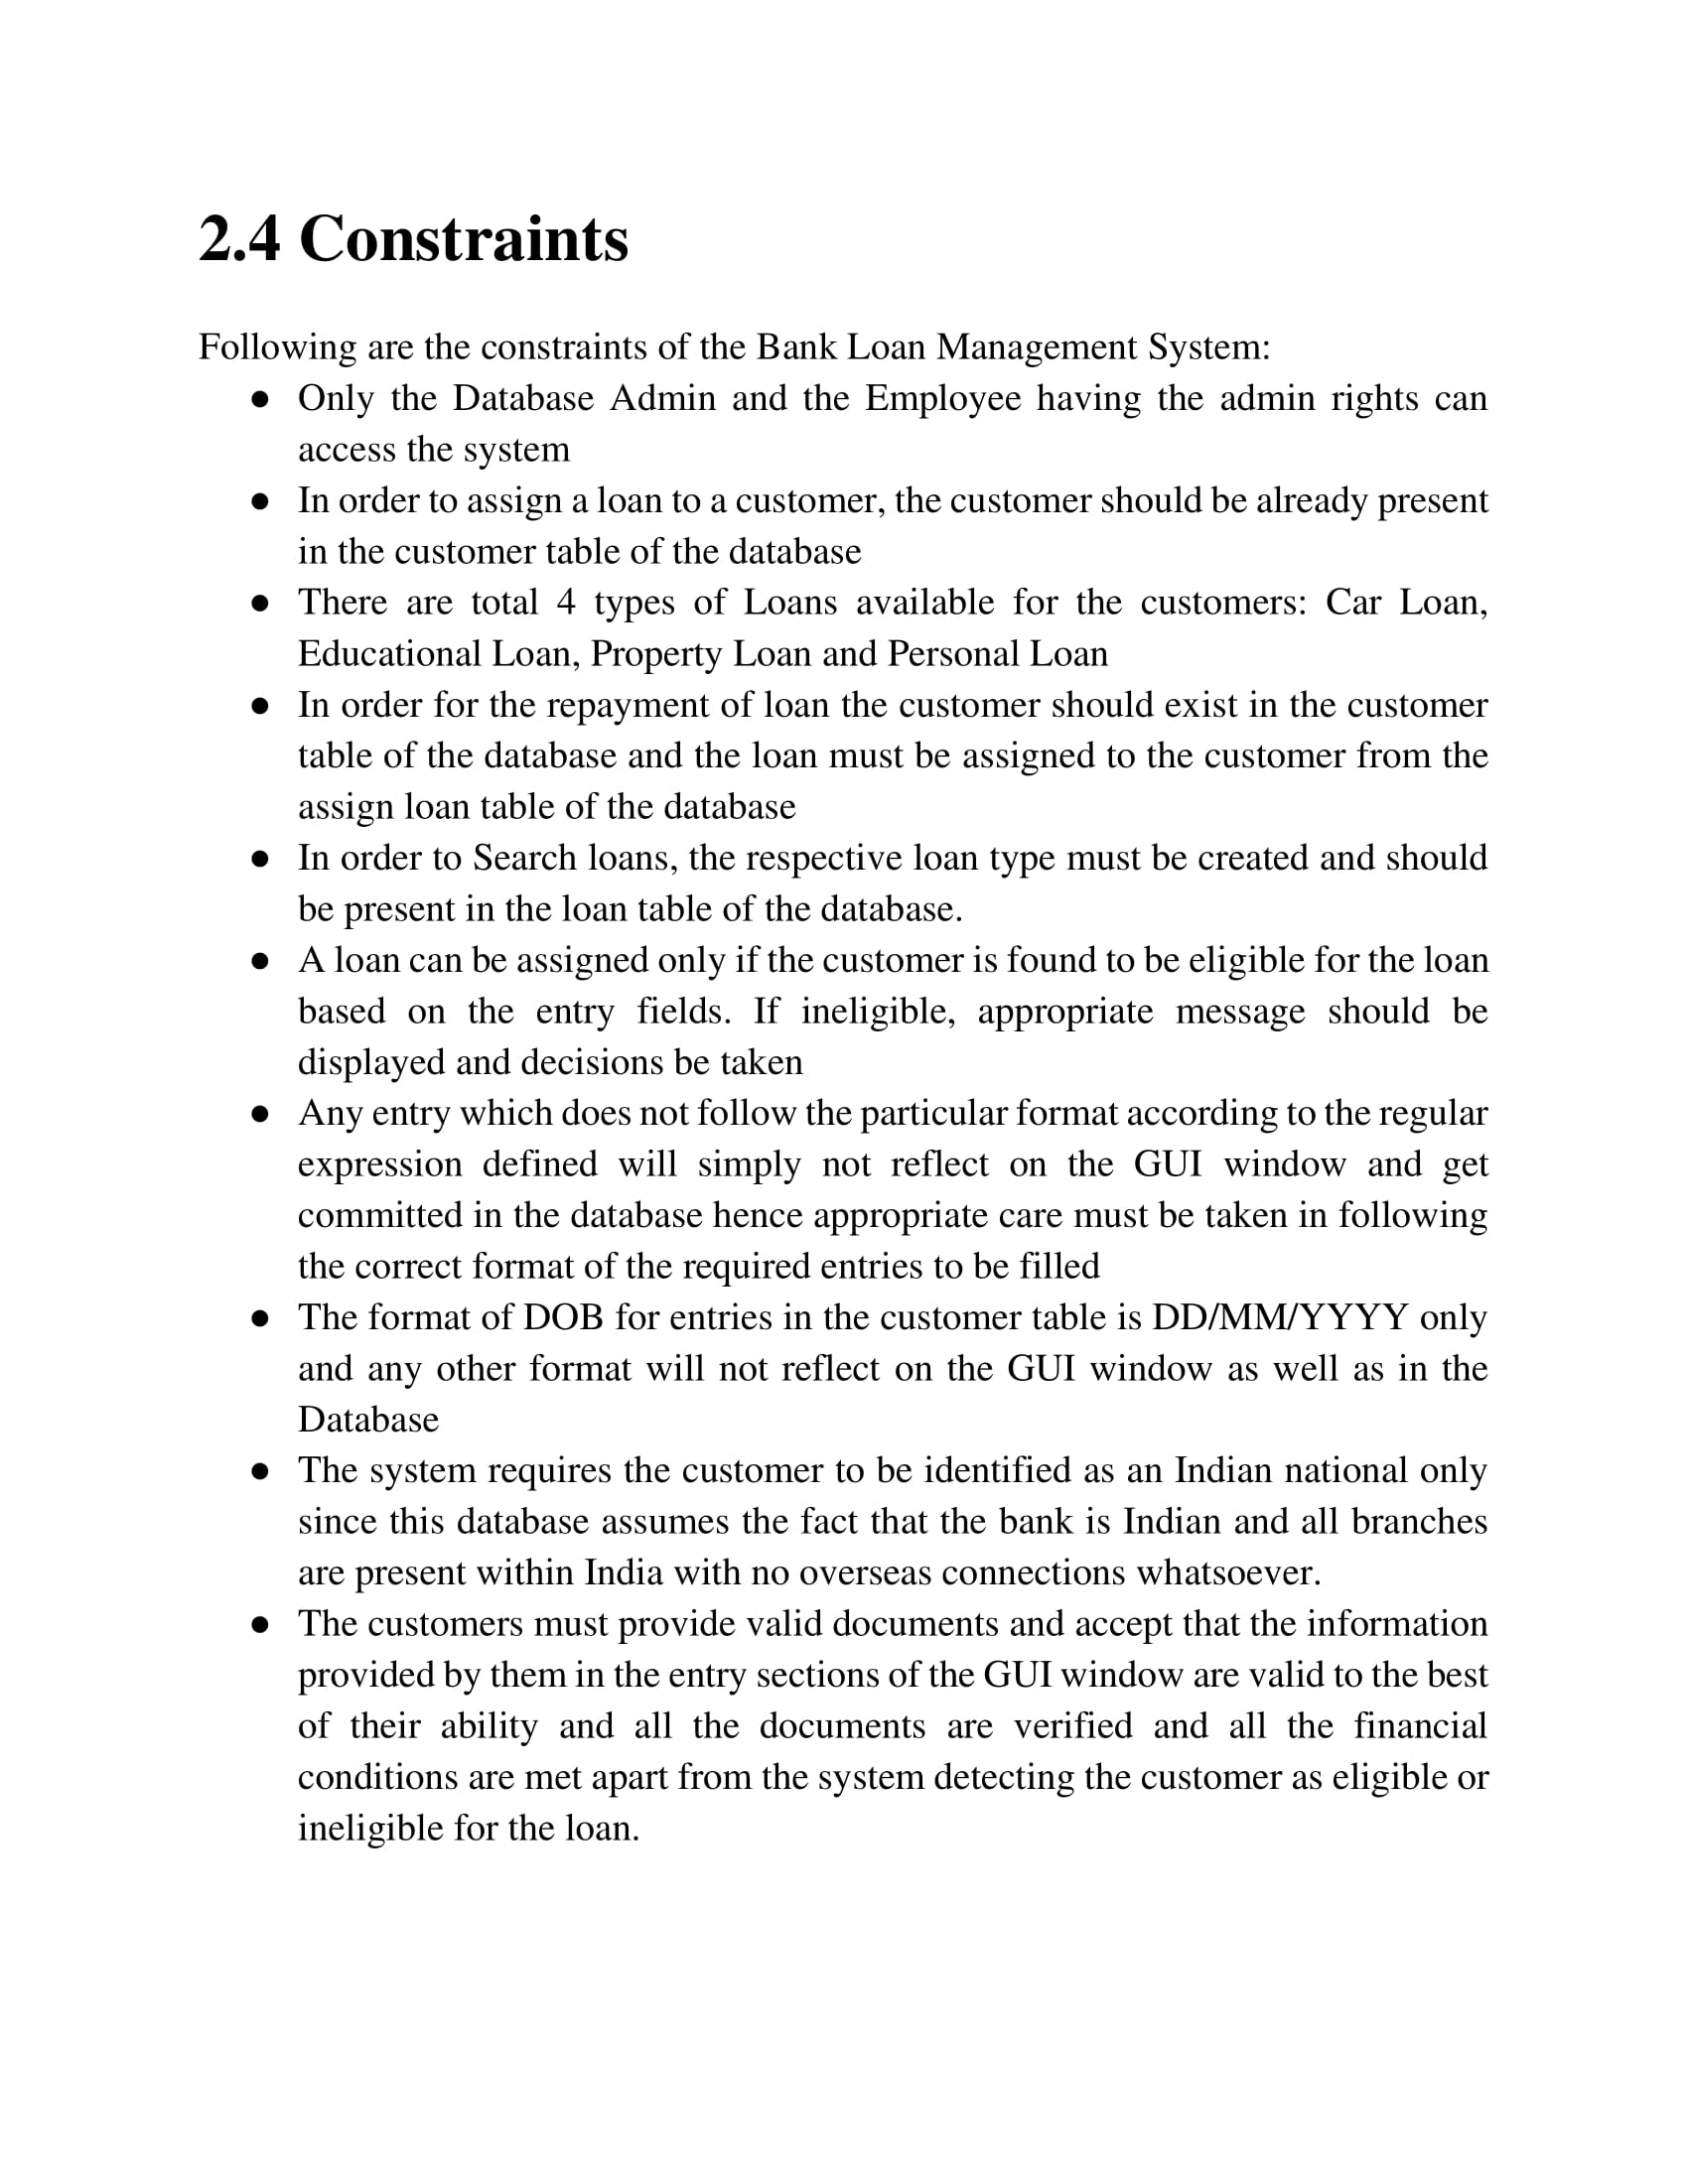 2.4 Constraints
Following are the constraints of the Bank Loan Management System:
● Only the Database Admin and the Employee having the admin rights can
access the system
● In order to assign a loan to a customer, the customer should be already present
in the customer table of the database
● There are total 4 types of Loans available for the customers: Car Loan,
Educational Loan, Property Loan and Personal Loan
● In order for the repayment of loan the customer should exist in the customer
table of the database and the loan must be assigned to the customer from the
assign loan table of the database
● In order to Search loans, the respective loan type must be created and should
be present in the loan table of the database.
● A loan can be assigned only if the customer is found to be eligible for the loan
based on the entry fields. If ineligible, appropriate message should be
displayed and decisions be taken
● Any entry which does not follow the particular format according to the regular
expression defined will simply not reflect on the GUI window and get
committed in the database hence appropriate care must be taken in following
the correct format of the required entries to be filled
● The format of DOB for entries in the customer table is DD/MM/YYYY only
and any other format will not reflect on the GUI window as well as in the
Database
● The system requires the customer to be identified as an Indian national only
since this database assumes the fact that the bank is Indian and all branches
are present within India with no overseas connections whatsoever.
● The customers must provide valid documents and accept that the information
provided by them in the entry sections of the GUI window are valid to the best
of their ability and all the documents are verified and all the financial
conditions are met apart from the system detecting the customer as eligible or
ineligible for the loan.